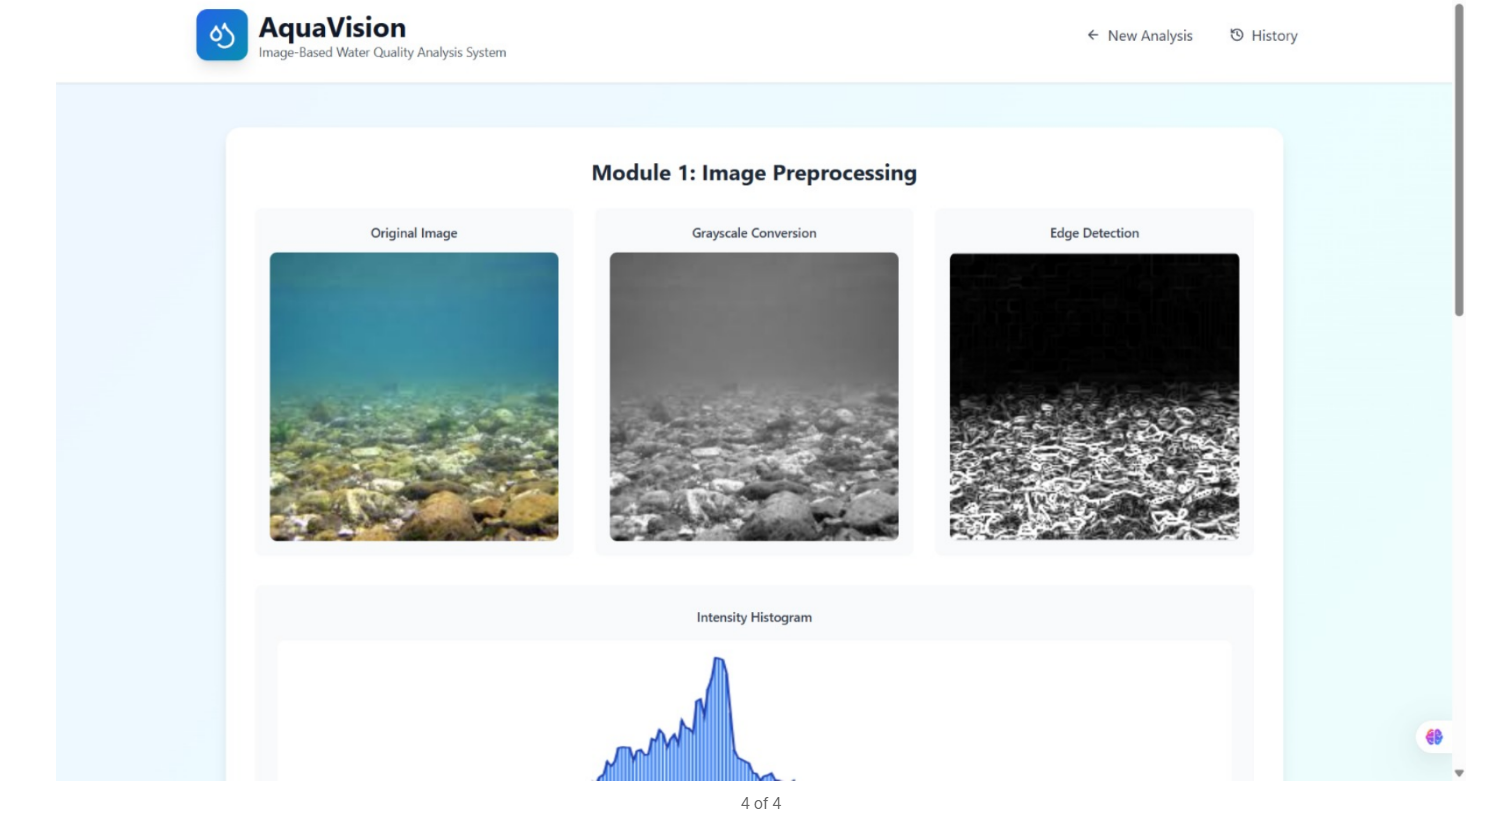 AquaVision
Image-Based Water Quality Analysis System
New Analysis
History
Module 1: Image Preprocessing
Original Image
Grayscale Conversion
Edge Detection
Intensity Histogram
4 of 4